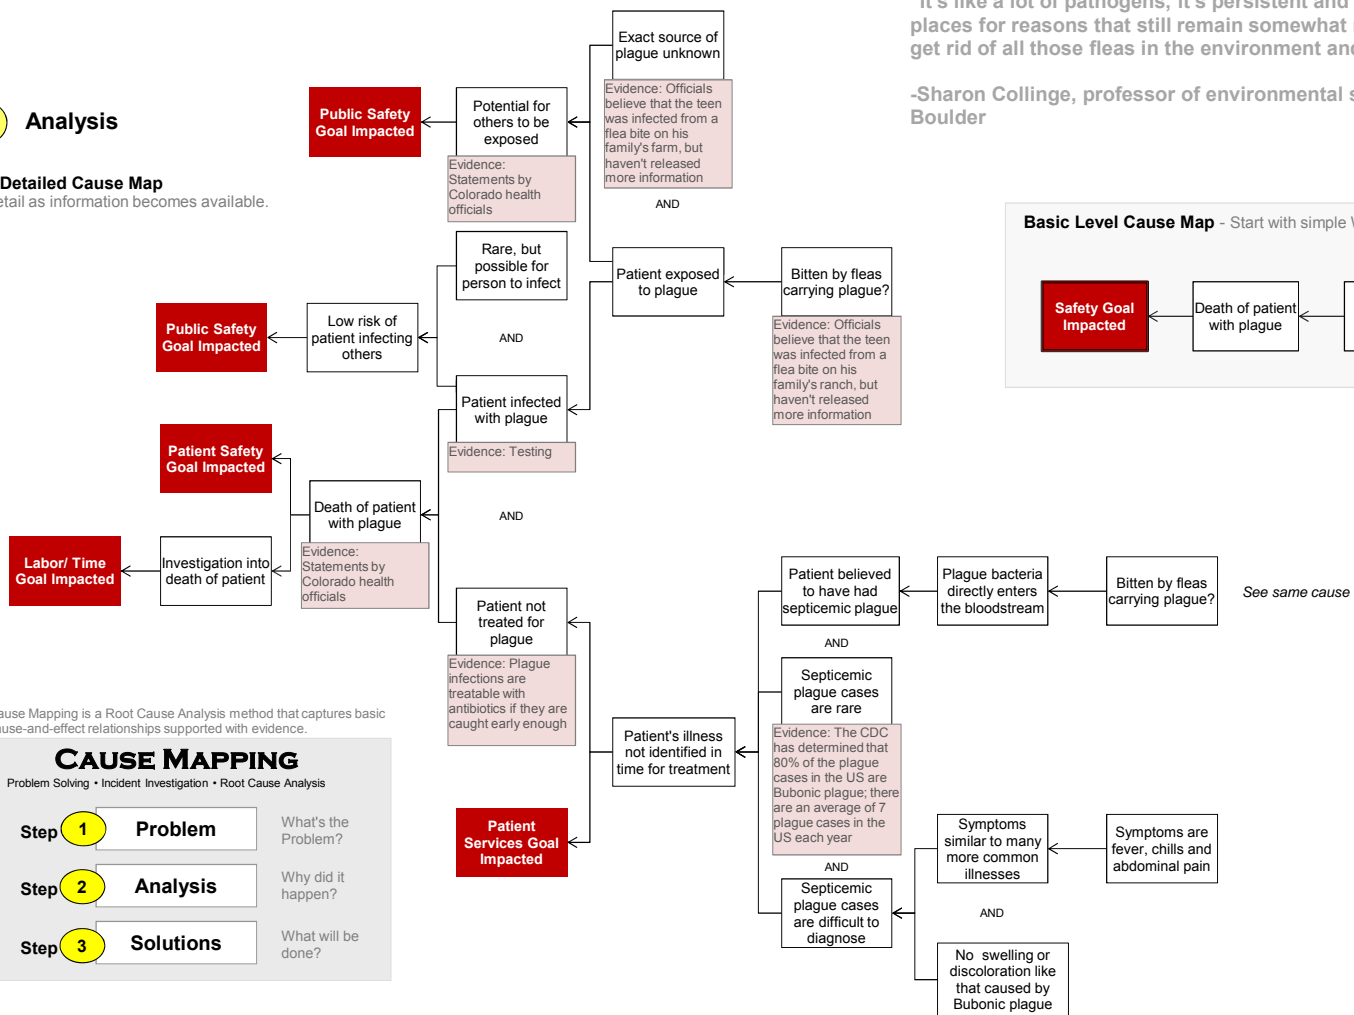 "It's like a lot of pathogens, it's persistent and
places for reasons that still remain somewhat
get rid of all those fleas in the environment and
-Sharon Collinge, professor of environmental s
Boulder
Analysis
Detailed Cause Map
etail as information becomes available.
Exact source of
plague unknown
Evidence: Officials
believe that the teen
was infected from a
flea bite on his
family's farm, but
haven't released
more information
AND
Public Safety
Goal Impacted
Potential for
others to be
exposed
Evidence:
Statements by
Colorado health
officials
Basic Level Cause Map - Start with simple
Safety Goal
Impacted
Death of patient
with plague
Rare, but
possible for
person to infect
AND
Patient exposed
to plague
Bitten by fleas
carrying plague?
Evidence: Officials
believe that the teen
was infected from a
flea bite on his
family's ranch, but
haven't released
more information
Public Safety
Goal Impacted
Low risk of
patient infecting
others
Patient infected
with plague
Evidence: Testing
AND
Patient Safety
Goal Impacted
Death of patient
with plague
Evidence:
Statements by
Colorado health
officials
Labor/ Time
Goal Impacted
Investigation into
death of patient
Patient not
treated for
plague
Evidence: Plague
infections are
treatable with
antibiotics if they are
caught early enough
Patient believed
to have had
septicemic plague
Plague bacteria
directly enters
the bloodstream
Bitten by fleas
carrying plague?
See same cause
AND
Septicemic
plague cases
are rare
Evidence: The CDC
has determined that
80% of the plague
cases in the US are
Bubonic plague; there
are an average of 7
plague cases in the
US each year
AND
Patient's illness
not identified in
time for treatment
Patient
Services Goal
Impacted
Septicemic
plague cases
are difficult to
diagnose
Symptoms
similar to many
more common
illnesses
Symptoms are
fever, chills and
abdominal pain
AND
No swelling or
discoloration like
that caused by
Bubonic plague
ause Mapping is a Root Cause Analysis method that captures basic
use-and-effect relationships supported with evidence.
CAUSE MAPPING
Problem Solving • Incident Investigation • Root Cause Analysis
Step 1 Problem
What's the
Problem?
Step 2 Analysis
Why did it
happen?
Step 3 Solutions
What will be
done?